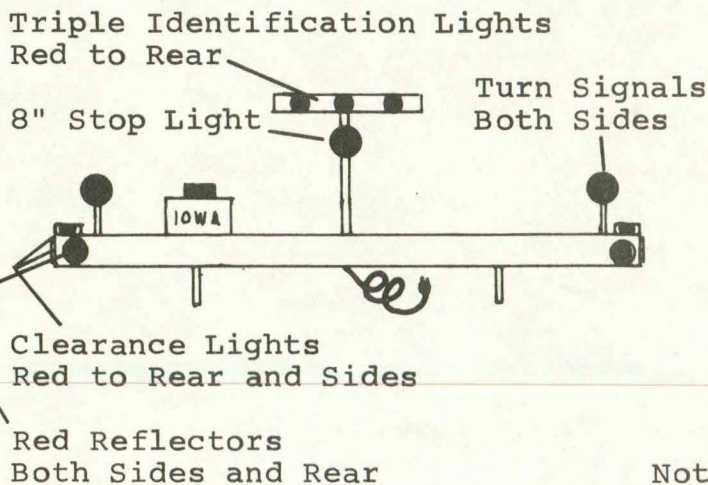 Triple Identification Lights
Red to Rear
Turn Signals
Both Sides
8" Stop Light
IOWA
Clearance Lights
Red to Rear and Sides
Red Reflectors
Both Sides and Rear
Not